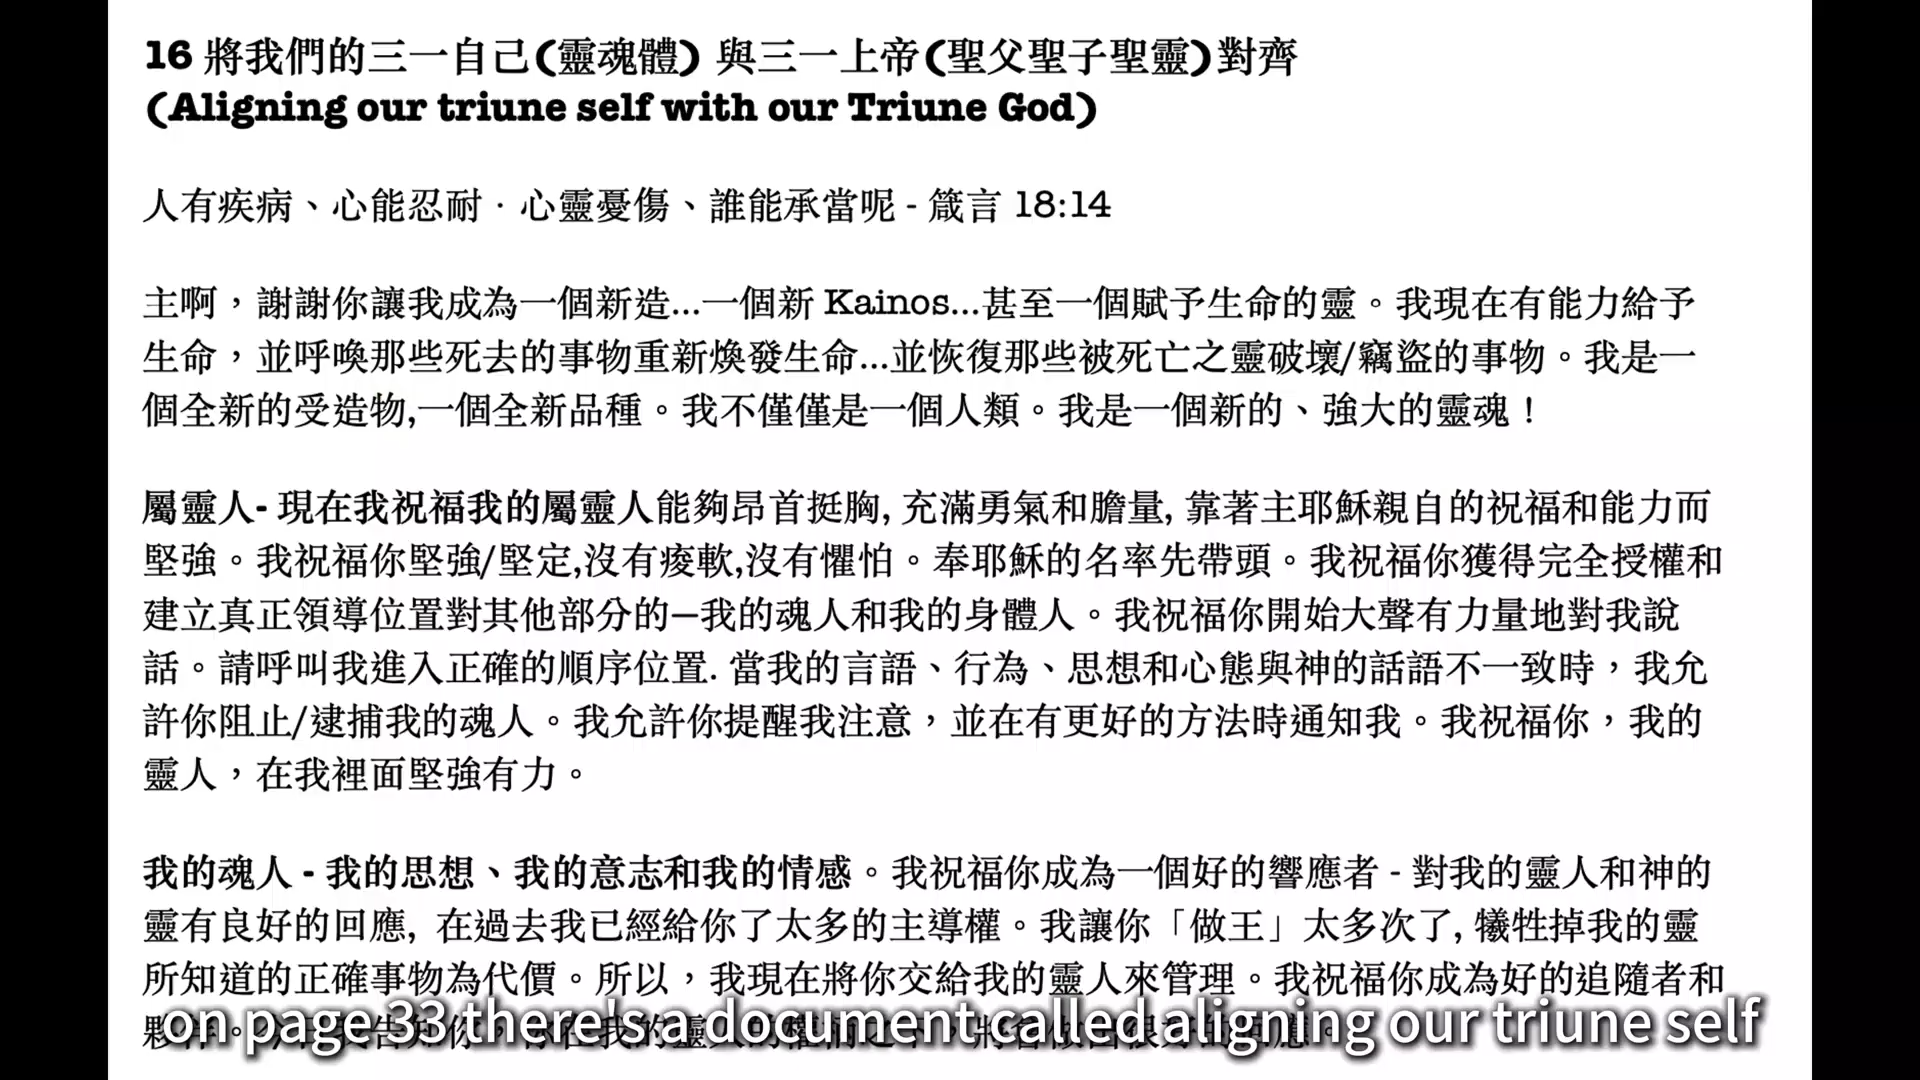 16 將我們的三一自己(靈魂體) 與三一上帝(聖父聖子聖靈)對齊
(Aligning our triune self with our Triune God)
人有疾病、心能忍耐．心靈憂傷、誰能承當呢 - 箴言 18:14
主啊，謝謝你讓我成為一個新造...一個新 Kainos...甚至一個賦予生命的靈。我現在有能力給予
生命，並呼喚那些死去的事物重新煥發生命...並恢復那些被死亡之靈破壞/竊盜的事物。我是一
個全新的受造物,一個全新品種。我不僅僅是一個人類。我是一個新的、強大的靈魂！
屬靈人- 現在我祝福我的屬靈人能夠昂首挺胸, 充滿勇氣和膽量, 靠著主耶穌親自的祝福和能力而
堅強。我祝福你堅強/堅定,沒有痠軟,沒有懼怕。奉耶穌的名率先帶頭。我祝福你獲得完全授權和
建立真正領導位置對其他部分的—我的魂人和我的身體人。我祝福你開始大聲有力量地對我說
話。請呼叫我進入正確的順序位置. 當我的言語、行為、思想和心態與神的話語不一致時，我允
許你阻止/逮捕我的魂人。我允許你提醒我注意，並在有更好的方法時通知我。我祝福你，我的
靈人，在我裡面堅強有力。
我的魂人 - 我的思想、我的意志和我的情感。我祝福你成為一個好的響應者 - 對我的靈人和神的
靈有良好的回應, 在過去我已經給你了太多的主導權。我讓你「做王」太多次了, 犧牲掉我的靈
所知道的正確事物為代價。所以，我現在將你交給我的靈人來管理。我祝福你成為好的追隨者和
on page 33 there's a document called aligning our triune self